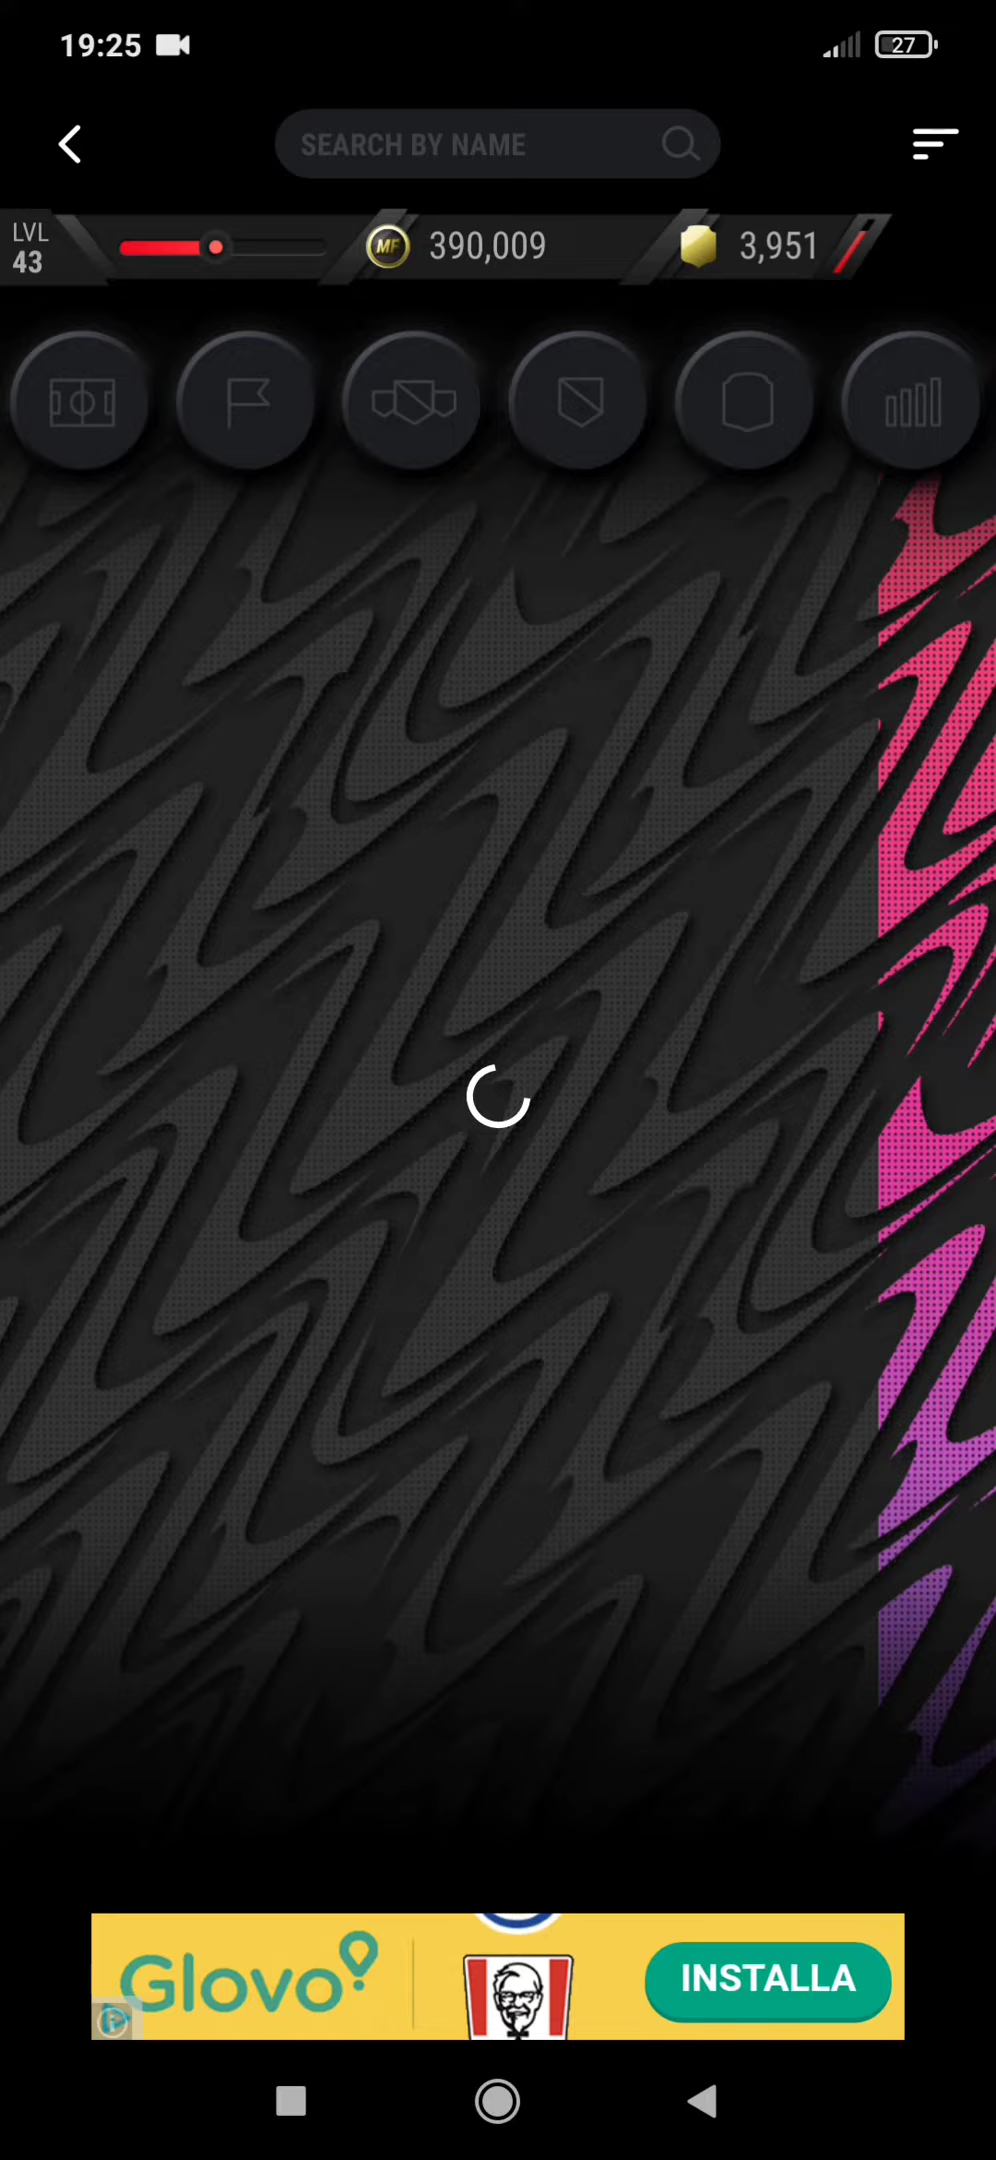 19:25
27
SEARCH BY NAME
LVL
43
MF
390,009
3,951
Glovo
INSTALLA